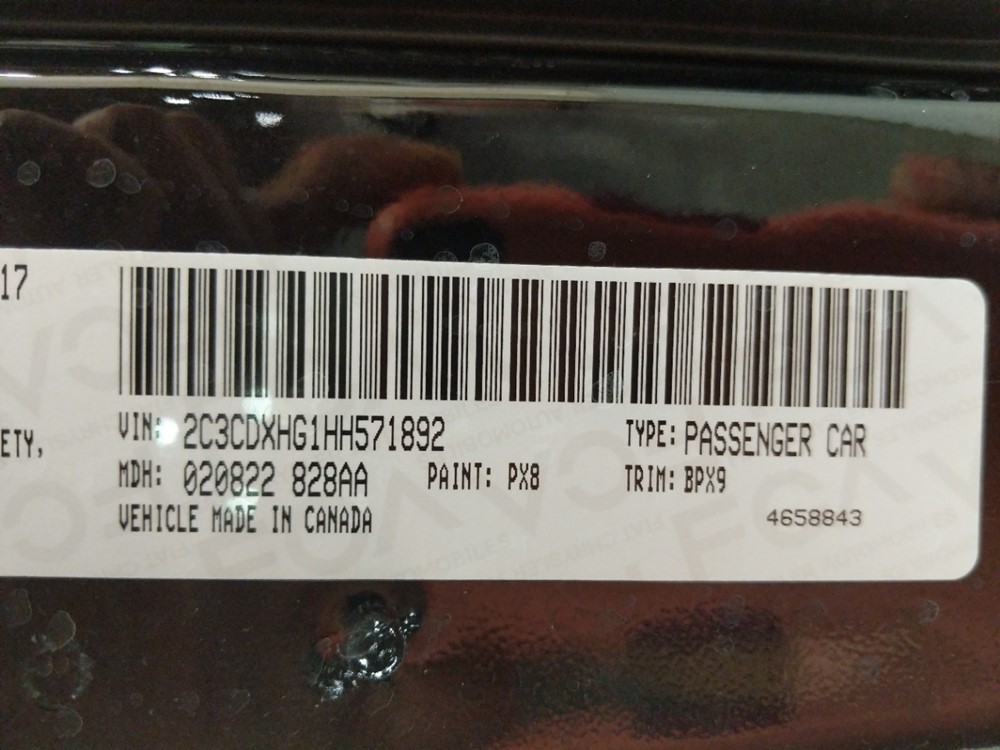 17
VIN: 2C3CDXHG1HH571892 TYPE: PASSENGER CAR
ETY,
MDH: 020822 828AA PAINT: PX8 TRIM: BPX9
VEHICLE MADE IN CANADA 4658843